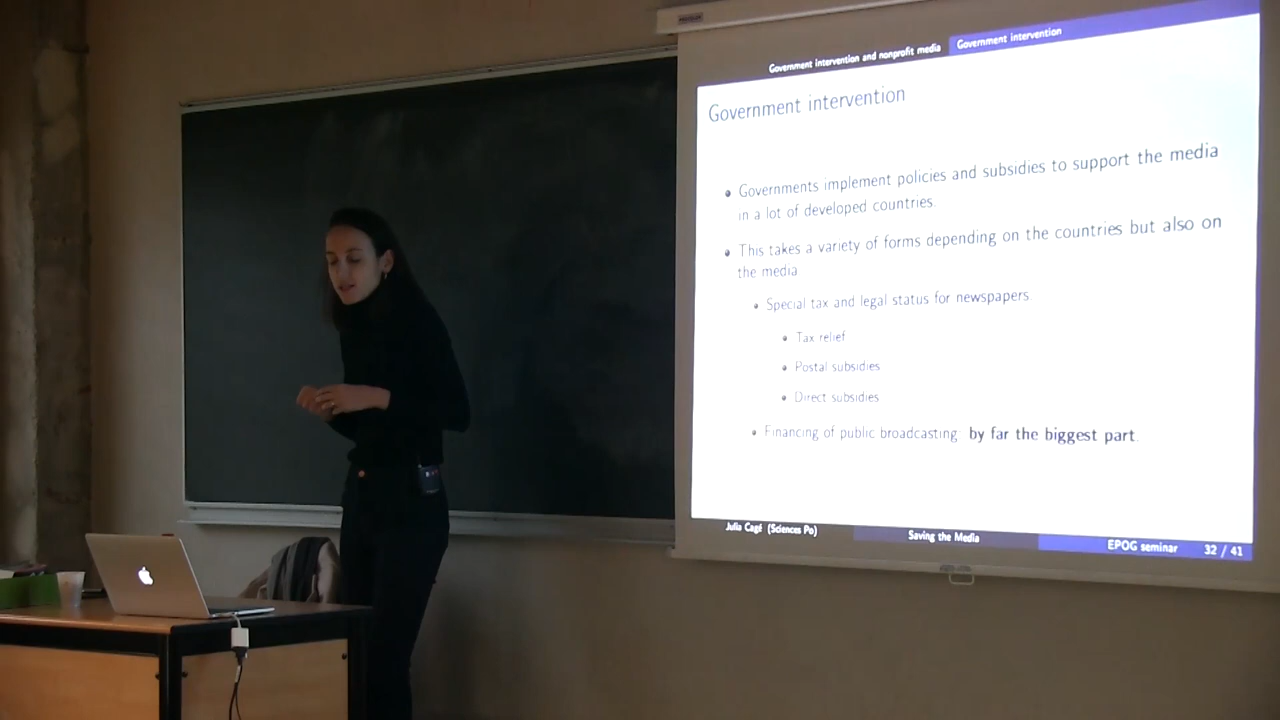 Government intervention and nonprofit media
Government intervention
Government intervention
Governments implement policies and subsidies to support the media
in a lot of developed countries.
This takes a variety of forms depending on the countries but also on
the media
Special tax and legal status for newspapers.
Tax relief
Postal subsidies
Direct subsidies
Financing of public broadcasting by far the biggest part.
Julia Cagé (Sciences Po)
Saving the Media
EPOG seminar
32 / 41